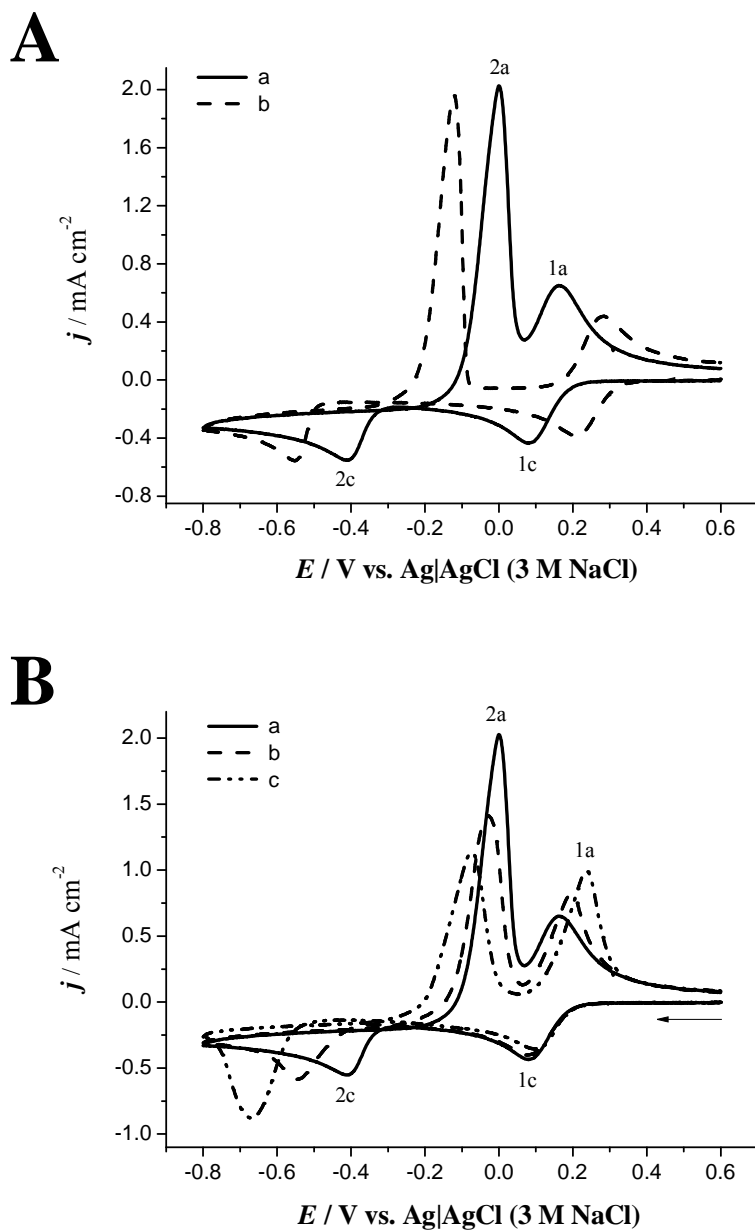 A
a
b
2a
1a
2c
1c
2.0
1.6
1.2
0.8
0.4
0.0
-0.4
-0.8
j / mA cm⁻²
-0.8 -0.6 -0.4 -0.2 0.0 0.2 0.4 0.6
E / V vs. Ag|AgCl (3 M NaCl)
B
a
b
c
2a
1a
2c
1c
2.0
1.5
1.0
0.5
0.0
-0.5
-1.0
j / mA cm⁻²
-0.8 -0.6 -0.4 -0.2 0.0 0.2 0.4 0.6
E / V vs. Ag|AgCl (3 M NaCl)